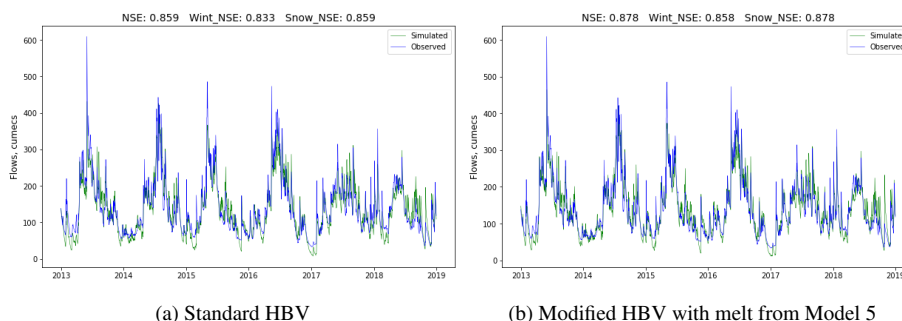 NSE: 0.859 Wint_NSE: 0.833 Snow_NSE: 0.859
Simulated
Observed
Flows, cumecs
600
500
400
300
200
100
0
2013 2014 2015 2016 2017 2018 2019
(a) Standard HBV
NSE: 0.878 Wint_NSE: 0.858 Snow_NSE: 0.878
Simulate
Observed
Flows, cumecs
600
500
400
300
200
100
0
2013 2014 2015 2016 2017 2018 2019
(b) Modified HBV with melt from Model 5